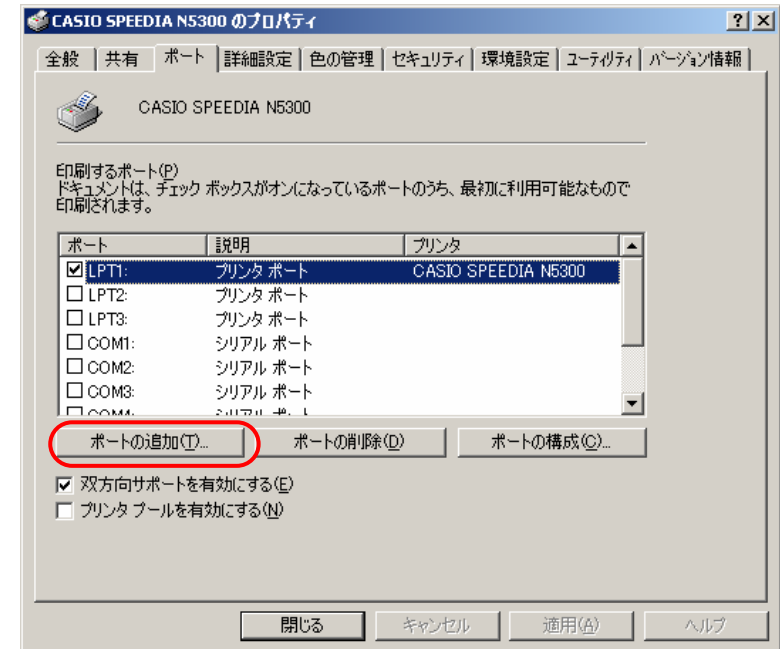 CASIO SPEEDIA N5300 のプロパティ
全般 共有 ポート 詳細設定 色の管理 セキュリティ 環境設定 ユーティリティ バージョン情報
CASIO SPEEDIA N5300
印刷するポート(P)
ドキュメントは、チェック ボックスがオンになっているポートのうち、最初に利用可能なもので
印刷されます。
ポート 説明 プリンタ
LPT1: プリンタ ポート CASIO SPEEDIA N5300
LPT2: プリンタ ポート
LPT3: プリンタ ポート
COM1: シリアル ポート
COM2: シリアル ポート
COM3: シリアル ポート
COM4: シリアル ポート
ポートの追加(T)... ポートの削除(D) ポートの構成(C)...
双方向サポートを有効にする(E)
プリンタ プールを有効にする(N)
閉じる キャンセル 適用(A) ヘルプ